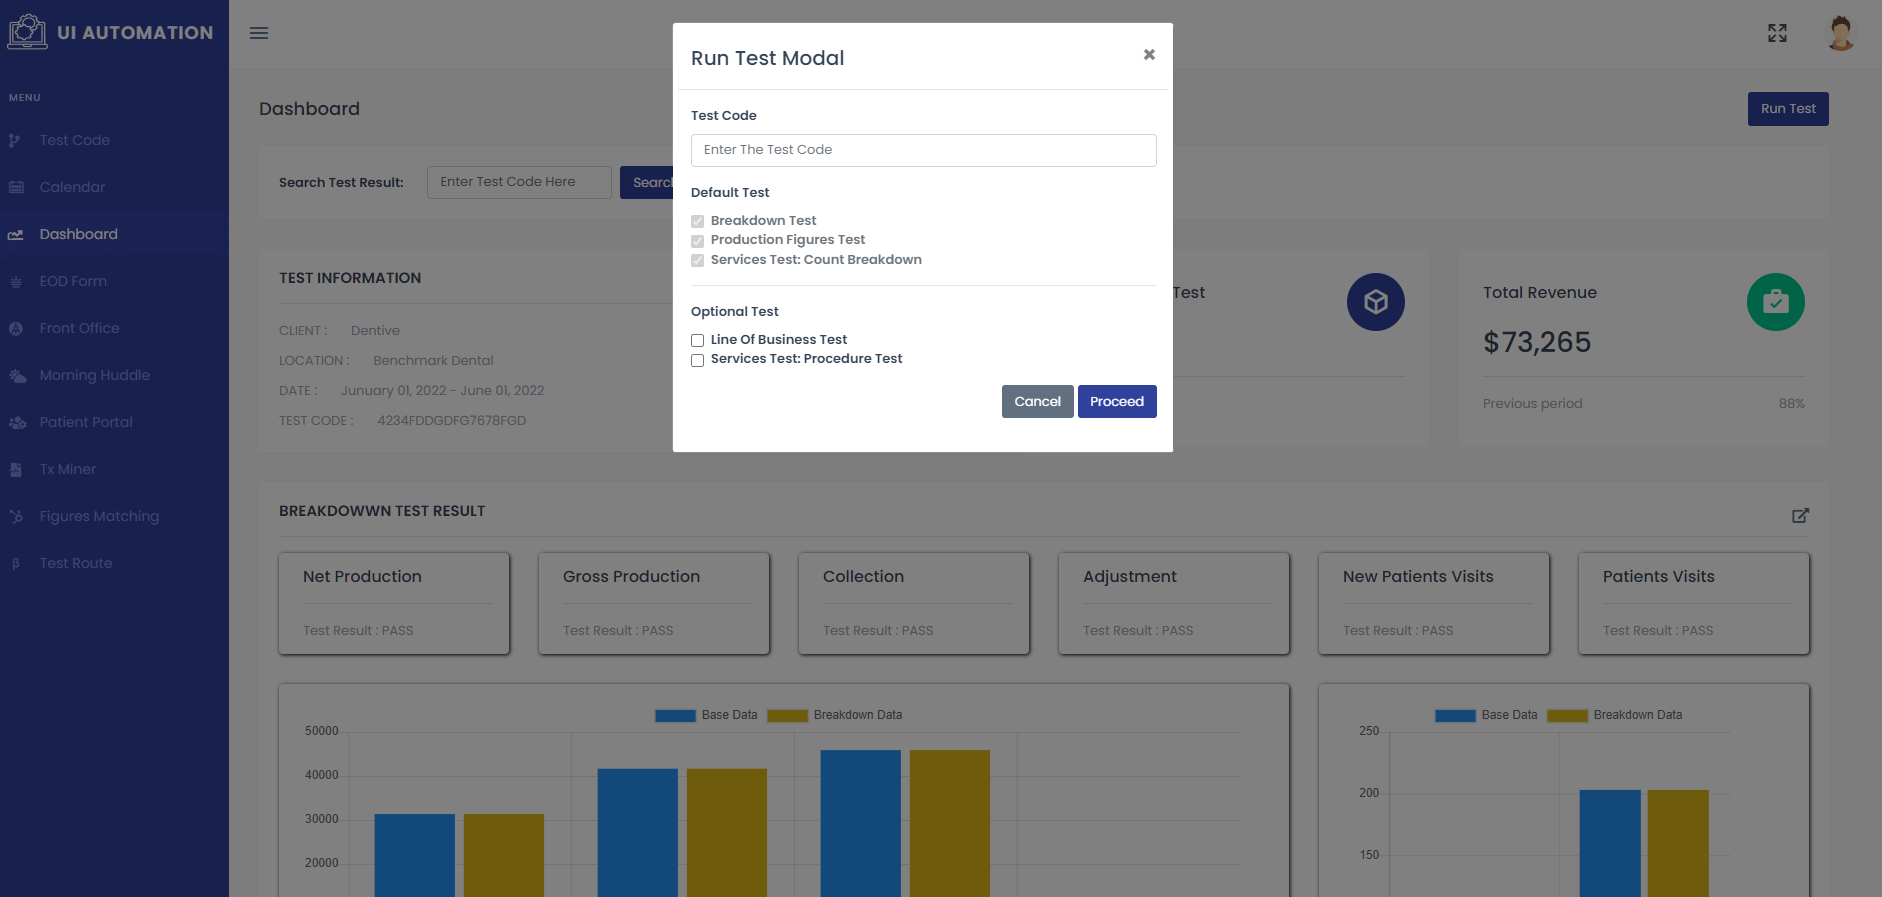 UI AUTOMATION
MENU
Test Code
Calendar
Dashboard
EOD Form
Front Office
Morning Huddle
Patient Portal
Tx Miner
Figures Matching
Test Route
Dashboard
Run Test
Search Test Result:
Enter Test Code Here
Search
Run Test Modal
×
Test Code
Enter The Test Code
Default Test
Breakdown Test
Production Figures Test
Services Test: Count Breakdown
Optional Test
Line Of Business Test
Services Test: Procedure Test
Cancel
Proceed
TEST INFORMATION
CLIENT : Dentive
LOCATION : Benchmark Dental
DATE : Junuary 01, 2022 - June 01, 2022
TEST CODE : 4234FDDGDFG7678FGD
Test
Total Revenue
$73,265
Previous period 88%
BREAKDOWWN TEST RESULT
Net Production
Test Result : PASS
Gross Production
Test Result : PASS
Collection
Test Result : PASS
Adjustment
Test Result : PASS
New Patients Visits
Test Result : PASS
Patients Visits
Test Result : PASS
Base Data Breakdown Data
50000
40000
30000
20000
Base Data Breakdown Data
250
200
150